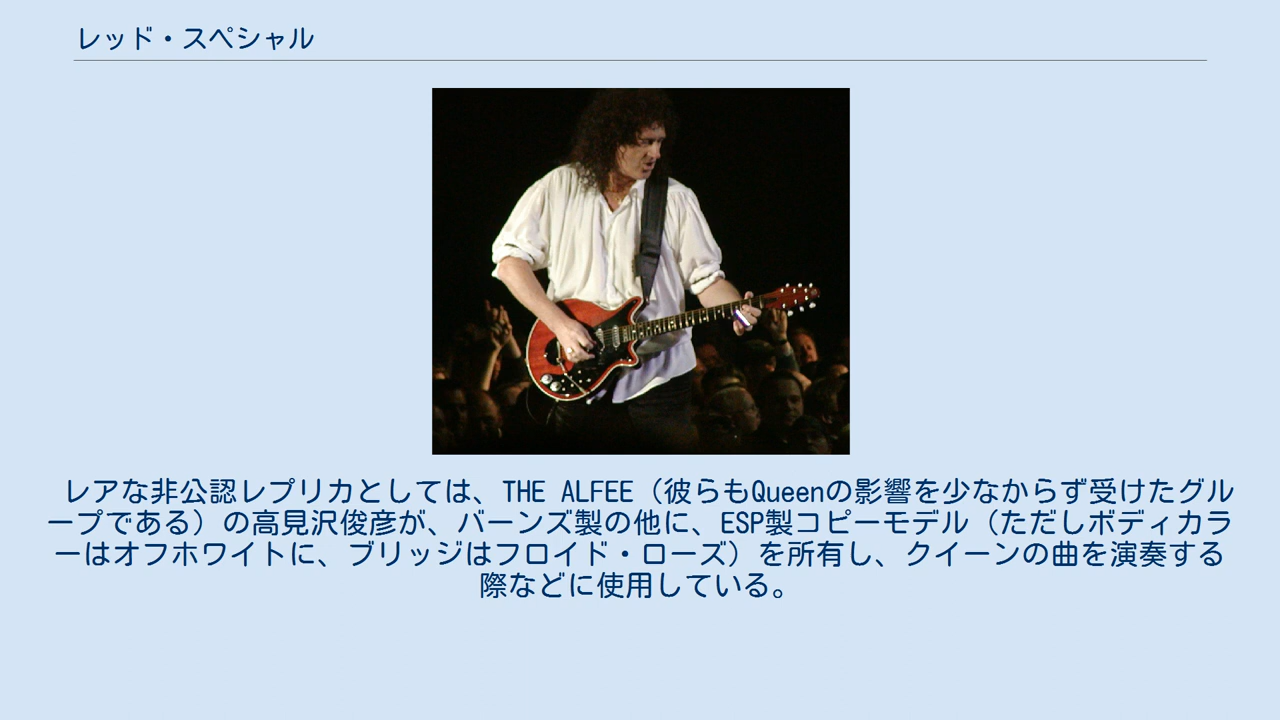 レッド・スペシャル
レアな非公認レプリカとしては、THE ALFEE（彼らもQueenの影響を少なからず受けたグル
ープである）の高見沢俊彦が、バーンズ製の他に、ESP製コピーモデル（ただしボディカラ
ーはオフホワイトに、ブリッジはフロイド・ローズ）を所有し、クイーンの曲を演奏する
際などに使用している。